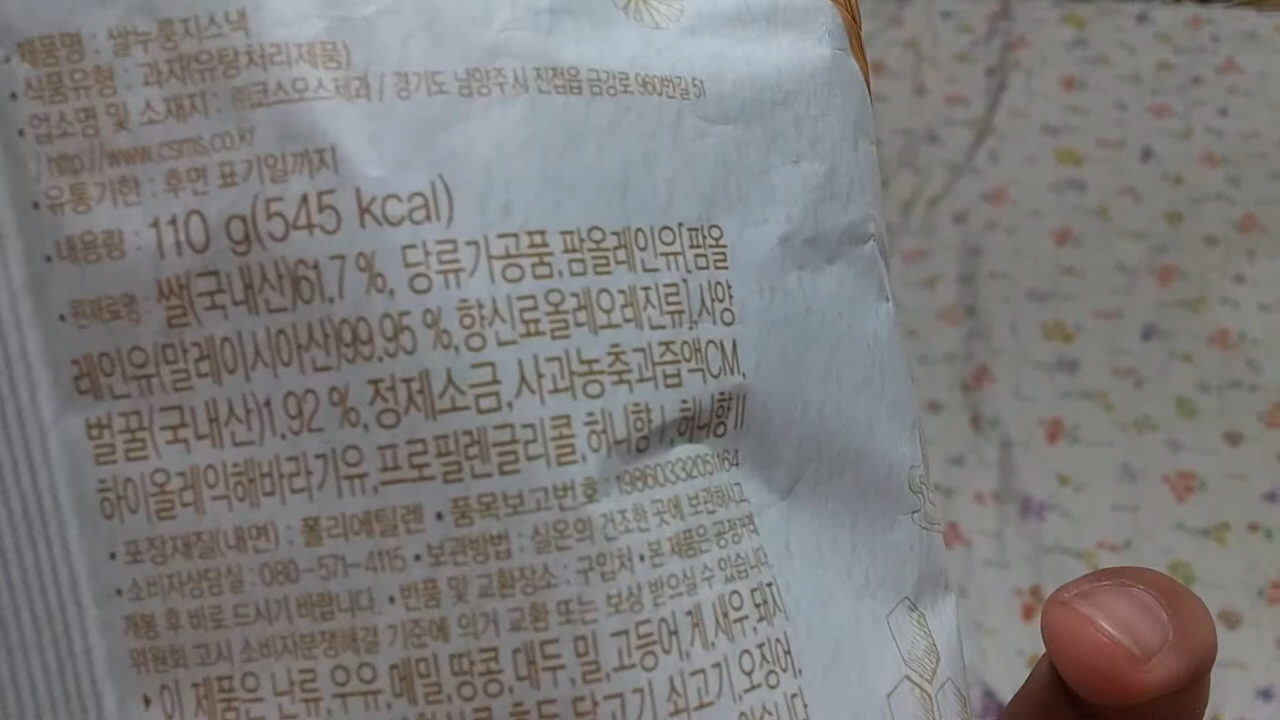 제품명 : 쌀누룽지스낵
• 식품유형 : 과자(유탕처리제품)
• 업소명 및 소재지 : ㈜코스모스제과 / 경기도 남양주시 진접읍 금강로 960번길 51
/ http://www.csms.co.kr
• 유통기한 : 후면 표기일까지
• 내용량 : 110 g(545 kcal)
• 원재료명 : 쌀(국내산)61.7 %, 당류가공품,팜올레인유[팜올
레인유(말레이시아산)99.95 %,향신료올레오레진류],사양
벌꿀(국내산)1.92 %,정제소금,사과농축과즙액CM,
하이올레익해바라기유,프로필렌글리콜,허니향Ⅰ,허니향Ⅱ
• 포장재질(내면) : 폴리에틸렌 • 품목보고번호 : 19860332051164
• 소비자상담실 : 080-571-4115 • 보관방법 : 실온의 건조한 곳에 보관하시고,
개봉 후 바로 드시기 바랍니다. • 반품 및 교환장소 : 구입처 • 본 제품은 공정거래
위원회 고시 소비자분쟁해결 기준에 의거 교환 또는 보상 받으실 수 있습니다.
▸이 제품은 난류,우유,메밀,땅콩,대두,밀,고등어,게,새우,돼지
호두,닭고기,쇠고기,오징어,
있습니다